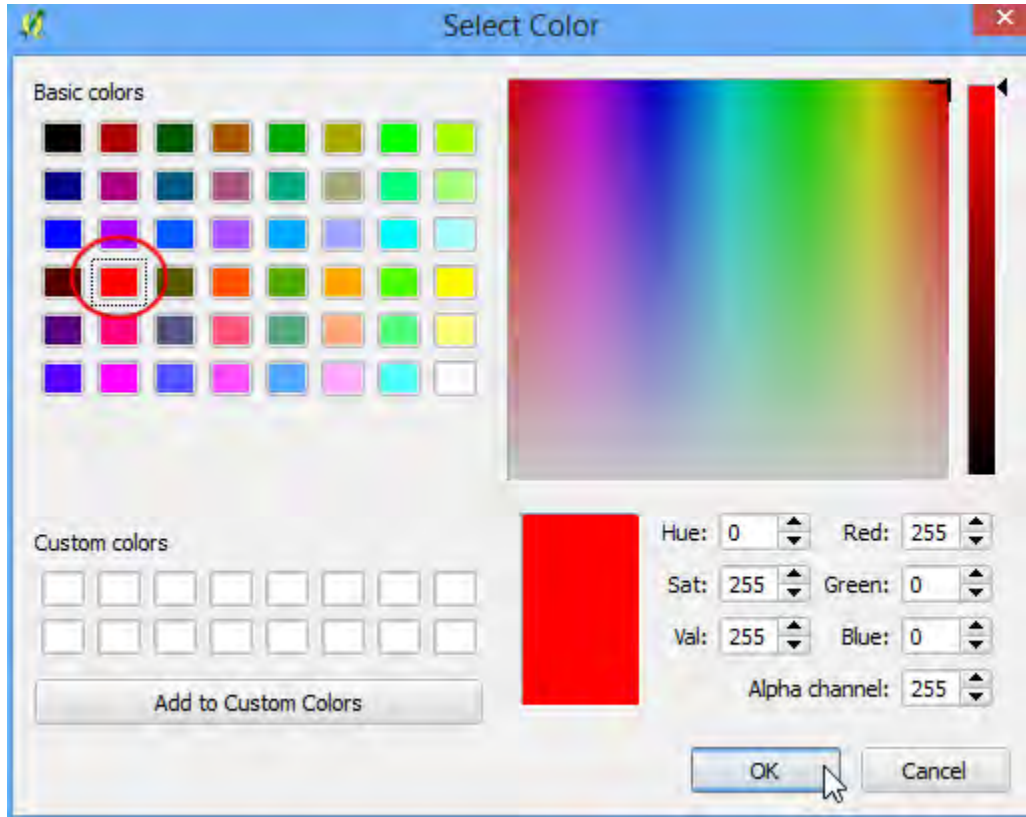 Select Color
Basic colors
Custom colors
Add to Custom Colors
Hue: 0 Red: 255
Sat: 255 Green: 0
Val: 255 Blue: 0
Alpha channel: 255
OK Cancel